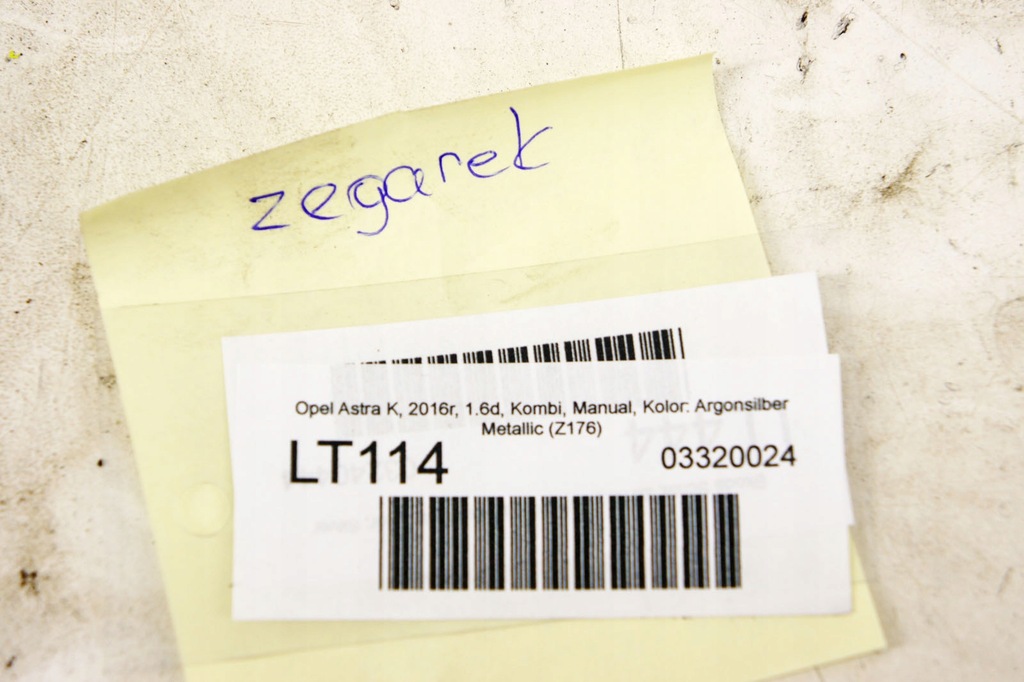 zegarek
Opel Astra K, 2016r, 1.6d, Kombi, Manual, Kolor: Argonsilber
Metallic (Z176)
LT114 03320024